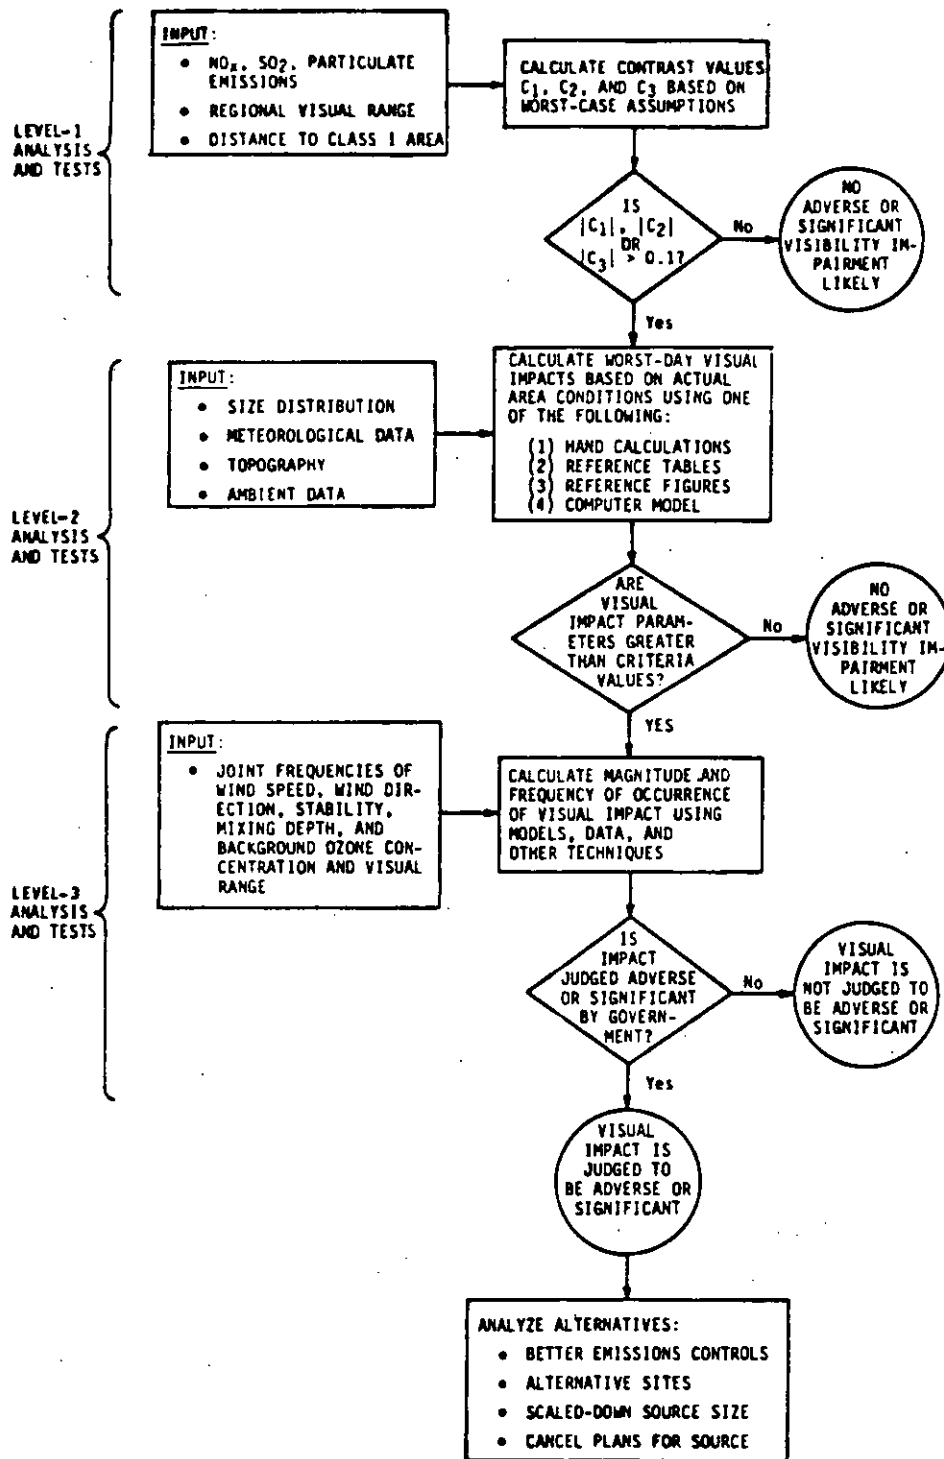 INPUT:
• NOx, SO2, PARTICULATE
EMISSIONS
• REGIONAL VISUAL RANGE
• DISTANCE TO CLASS I AREA
CALCULATE CONTRAST VALUES
C1, C2, AND C3 BASED ON
WORST-CASE ASSUMPTIONS
LEVEL-1
ANALYSIS
AND TESTS
IS
|C1|, |C2|
OR
|C3| > 0.1?
No
NO
ADVERSE OR
SIGNIFICANT
VISIBILITY IM-
PAIRMENT
LIKELY
Yes
INPUT:
• SIZE DISTRIBUTION
• METEOROLOGICAL DATA
• TOPOGRAPHY
• AMBIENT DATA
CALCULATE WORST-DAY VISUAL
IMPACTS BASED ON ACTUAL
AREA CONDITIONS USING ONE
OF THE FOLLOWING:
(1) HAND CALCULATIONS
(2) REFERENCE TABLES
(3) REFERENCE FIGURES
(4) COMPUTER MODEL
LEVEL-2
ANALYSIS
AND TESTS
ARE
VISUAL
IMPACT PARAM-
ETERS GREATER
THAN CRITERIA
VALUES?
No
NO
ADVERSE OR
SIGNIFICANT
VISIBILITY IM-
PAIRMENT
LIKELY
YES
INPUT:
• JOINT FREQUENCIES OF
WIND SPEED, WIND DIR-
ECTION, STABILITY,
MIXING DEPTH, AND
BACKGROUND OZONE CON-
CENTRATION AND VISUAL
RANGE
CALCULATE MAGNITUDE AND
FREQUENCY OF OCCURRENCE
OF VISUAL IMPACT USING
MODELS, DATA, AND
OTHER TECHNIQUES
LEVEL-3
ANALYSIS
AND TESTS
IS
IMPACT
JUDGED ADVERSE
OR SIGNIFICANT
BY GOVERN-
MENT?
No
VISUAL
IMPACT IS
NOT JUDGED TO
BE ADVERSE OR
SIGNIFICANT
Yes
VISUAL
IMPACT IS
JUDGED TO
BE ADVERSE OR
SIGNIFICANT
ANALYZE ALTERNATIVES:
• BETTER EMISSIONS CONTROLS
• ALTERNATIVE SITES
• SCALED-DOWN SOURCE SIZE
• CANCEL PLANS FOR SOURCE